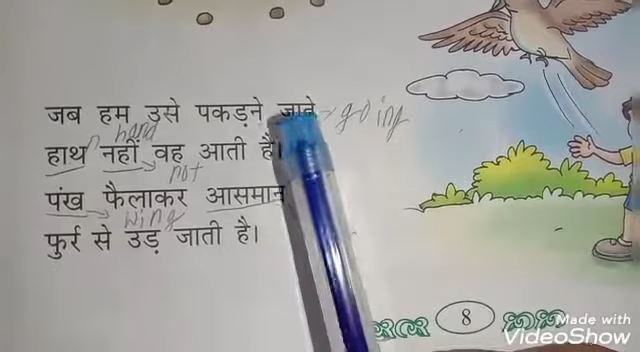 जब हम उसे पकड़ने जाते going
hand
हाथ नहीं वह आती है।
not
पंख फैलाकर आसमान
wing
फुर्र से उड़ जाती है।
8
Made with
VideoShow